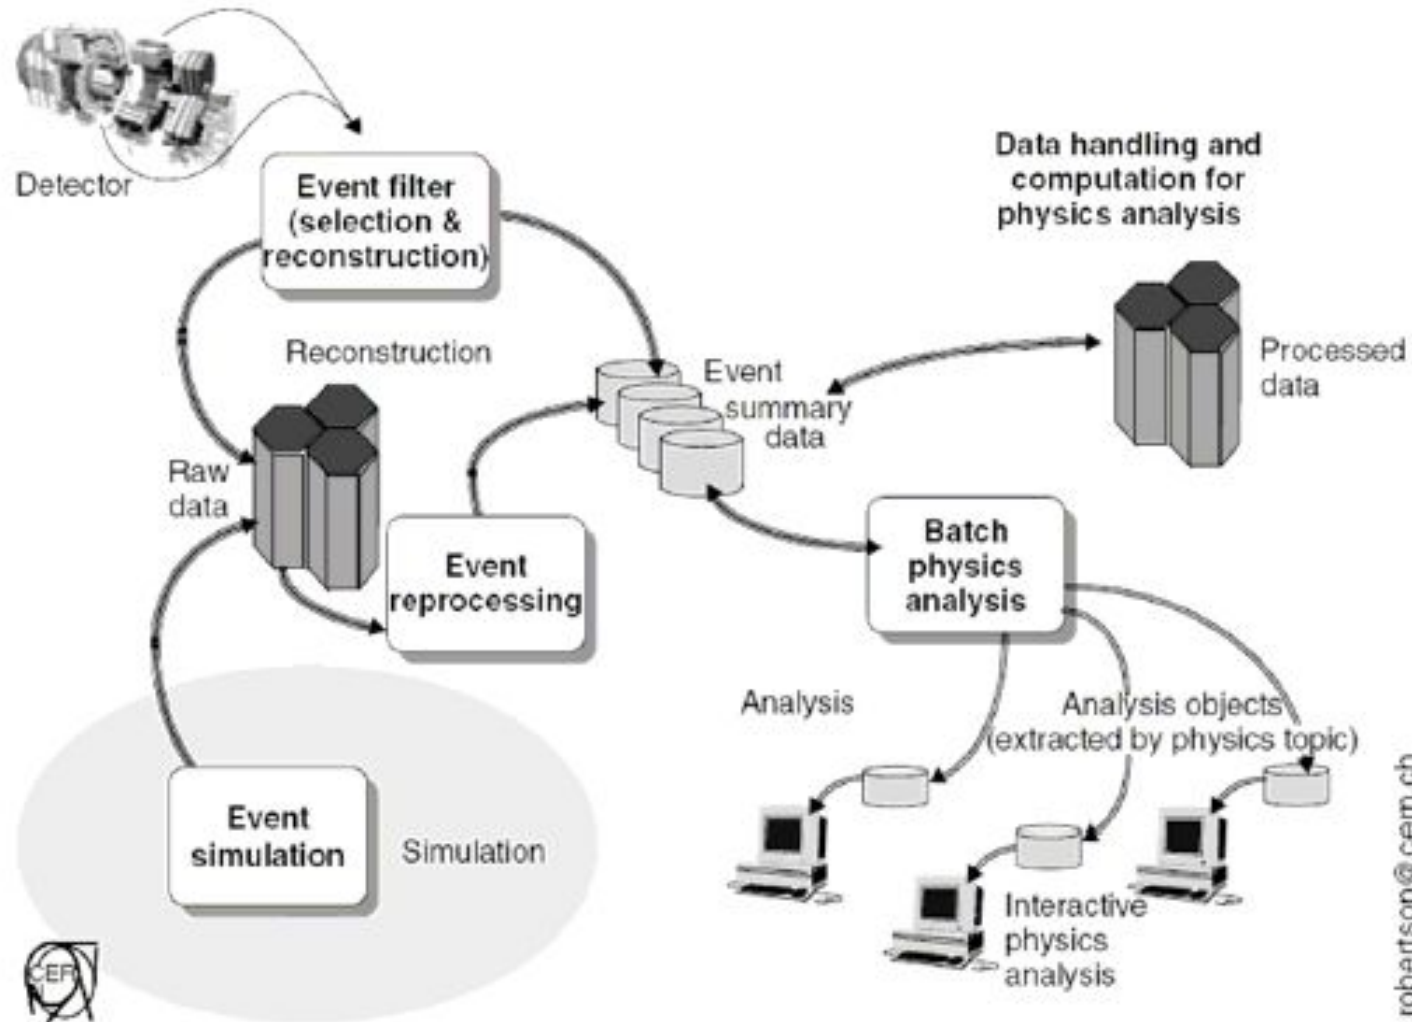 Detector
Event filter
(selection &
reconstruction)
Data handling and
computation for
physics analysis
Reconstruction
Event
summary
data
Processed
data
Raw
data
Event
reprocessing
Batch
physics
analysis
Analysis
Analysis objects
(extracted by physics topic)
Event
simulation
Simulation
Interactive
physics
analysis
CER
N
robertson@cern.ch